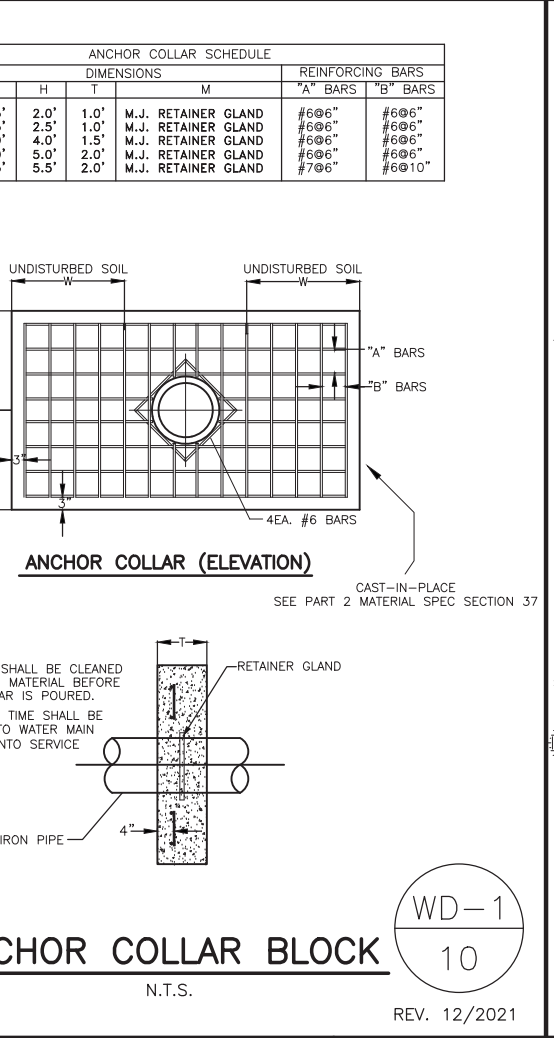 ANCHOR COLLAR SCHEDULE
DIMENSIONS REINFORCING BARS
H T M "A" BARS "B" BARS
2.0' 1.0' M.J. RETAINER GLAND #6@6" #6@6"
2.5' 1.0' M.J. RETAINER GLAND #6@6" #6@6"
4.0' 1.5' M.J. RETAINER GLAND #6@6" #6@6"
5.0' 2.0' M.J. RETAINER GLAND #6@6" #6@6"
5.5' 2.0' M.J. RETAINER GLAND #7@6" #6@10"
UNDISTURBED SOIL UNDISTURBED SOIL
W W
"A" BARS
"B" BARS
3"
3"
4EA. #6 BARS
ANCHOR COLLAR (ELEVATION)
CAST-IN-PLACE
SEE PART 2 MATERIAL SPEC SECTION 37
T
SHALL BE CLEANED
MATERIAL BEFORE
AR IS POURED.
TIME SHALL BE
TO WATER MAIN
NTO SERVICE
RETAINER GLAND
IRON PIPE
4"
CHOR COLLAR BLOCK
N.T.S.
WD-1
10
REV. 12/2021